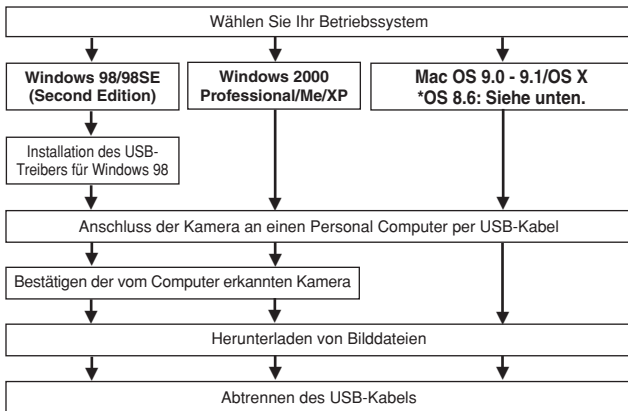 Wählen Sie Ihr Betriebssystem
Windows 98/98SE
(Second Edition)
Windows 2000
Professional/Me/XP
Mac OS 9.0 - 9.1/OS X
*OS 8.6: Siehe unten.
Installation des USB-
Treibers für Windows 98
Anschluss der Kamera an einen Personal Computer per USB-Kabel
Bestätigen der vom Computer erkannten Kamera
Herunterladen von Bilddateien
Abtrennen des USB-Kabels